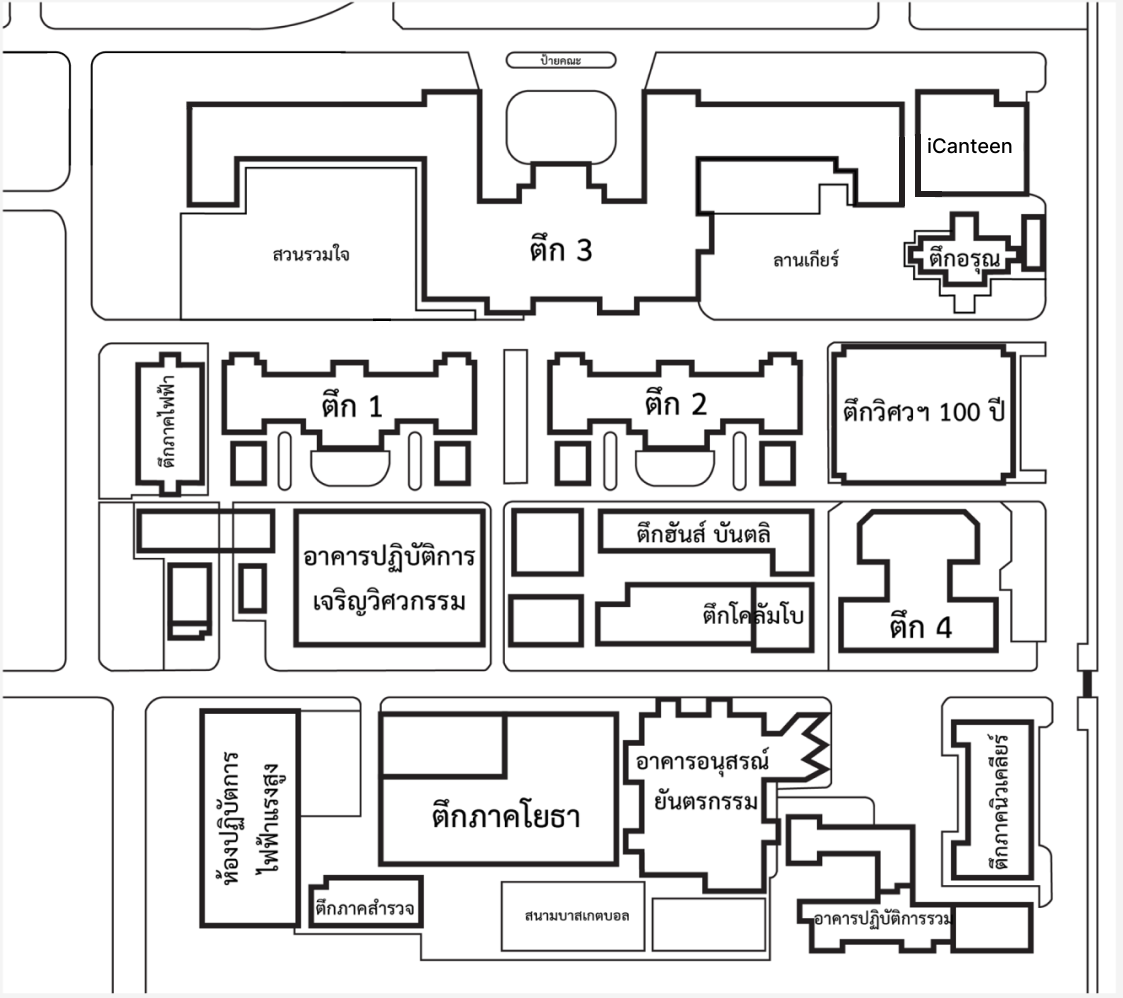 ป้ายคณะ
iCanteen
ตึก 3
สวนรวมใจ
ลานเกียร์
ตึกอรุณ
ตึกภาคไฟฟ้า
ตึก 1
ตึก 2
ตึกวิศวฯ 100 ปี
อาคารปฏิบัติการ
เจริญวิศวกรรม
ตึกฮันส์ บันตลิ
ตึกโคลัมโบ
ตึก 4
ห้องปฏิบัตการ
ไฟฟ้าแรงสูง
ตึกภาคโยธา
อาคารอนุสรณ์
ยันตรกรรม
ตึกภาคนิวเคลียร์
ตึกภาคสำรวจ
สนามบาสเกตบอล
อาคารปฏิบัติการรวม